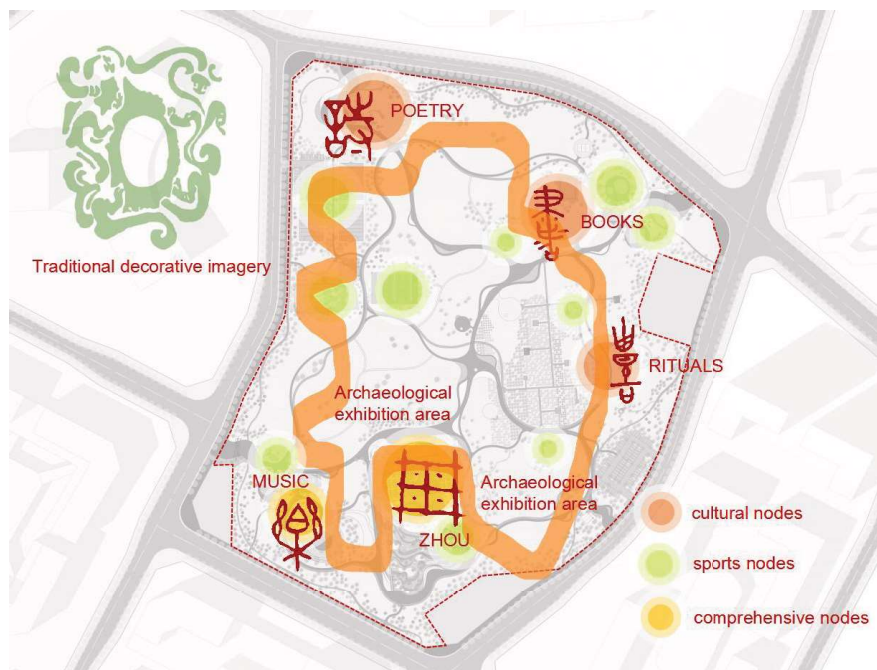 POETRY
BOOKS
Traditional decorative imagery
RITUALS
Archaeological
exhibition area
MUSIC
Archaeological
exhibition area
ZHOU
cultural nodes
sports nodes
comprehensive nodes